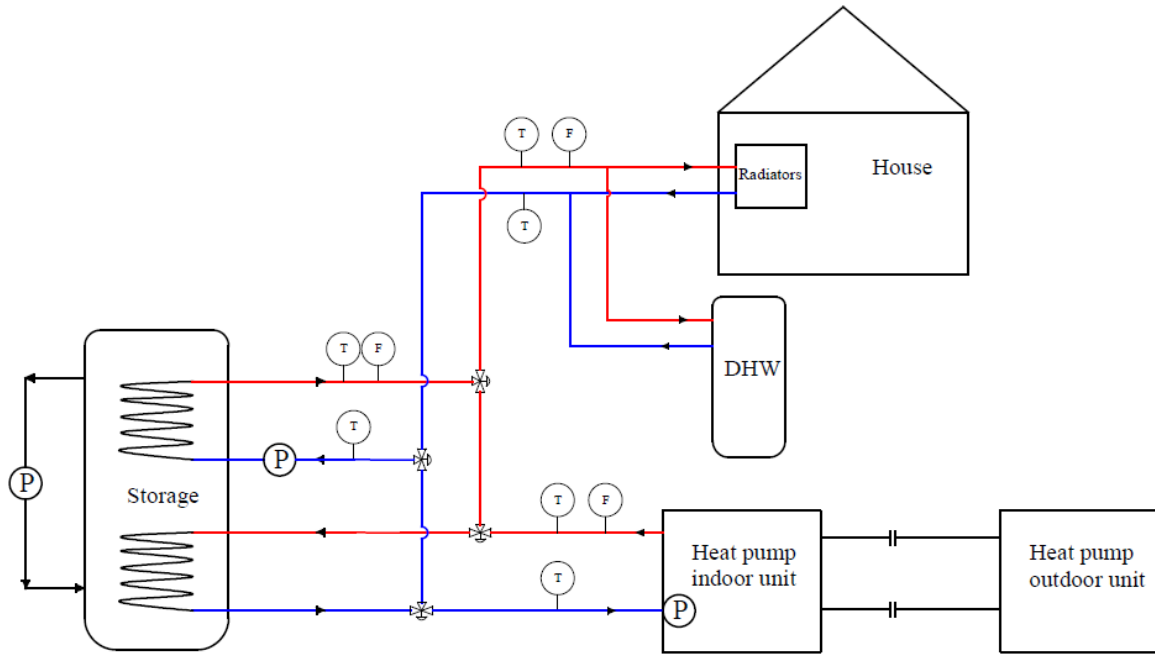 T
F
House
Radiators
T
DHW
T
F
T
P
P
Storage
T
F
Heat pump
indoor unit
Heat pump
outdoor unit
T
P